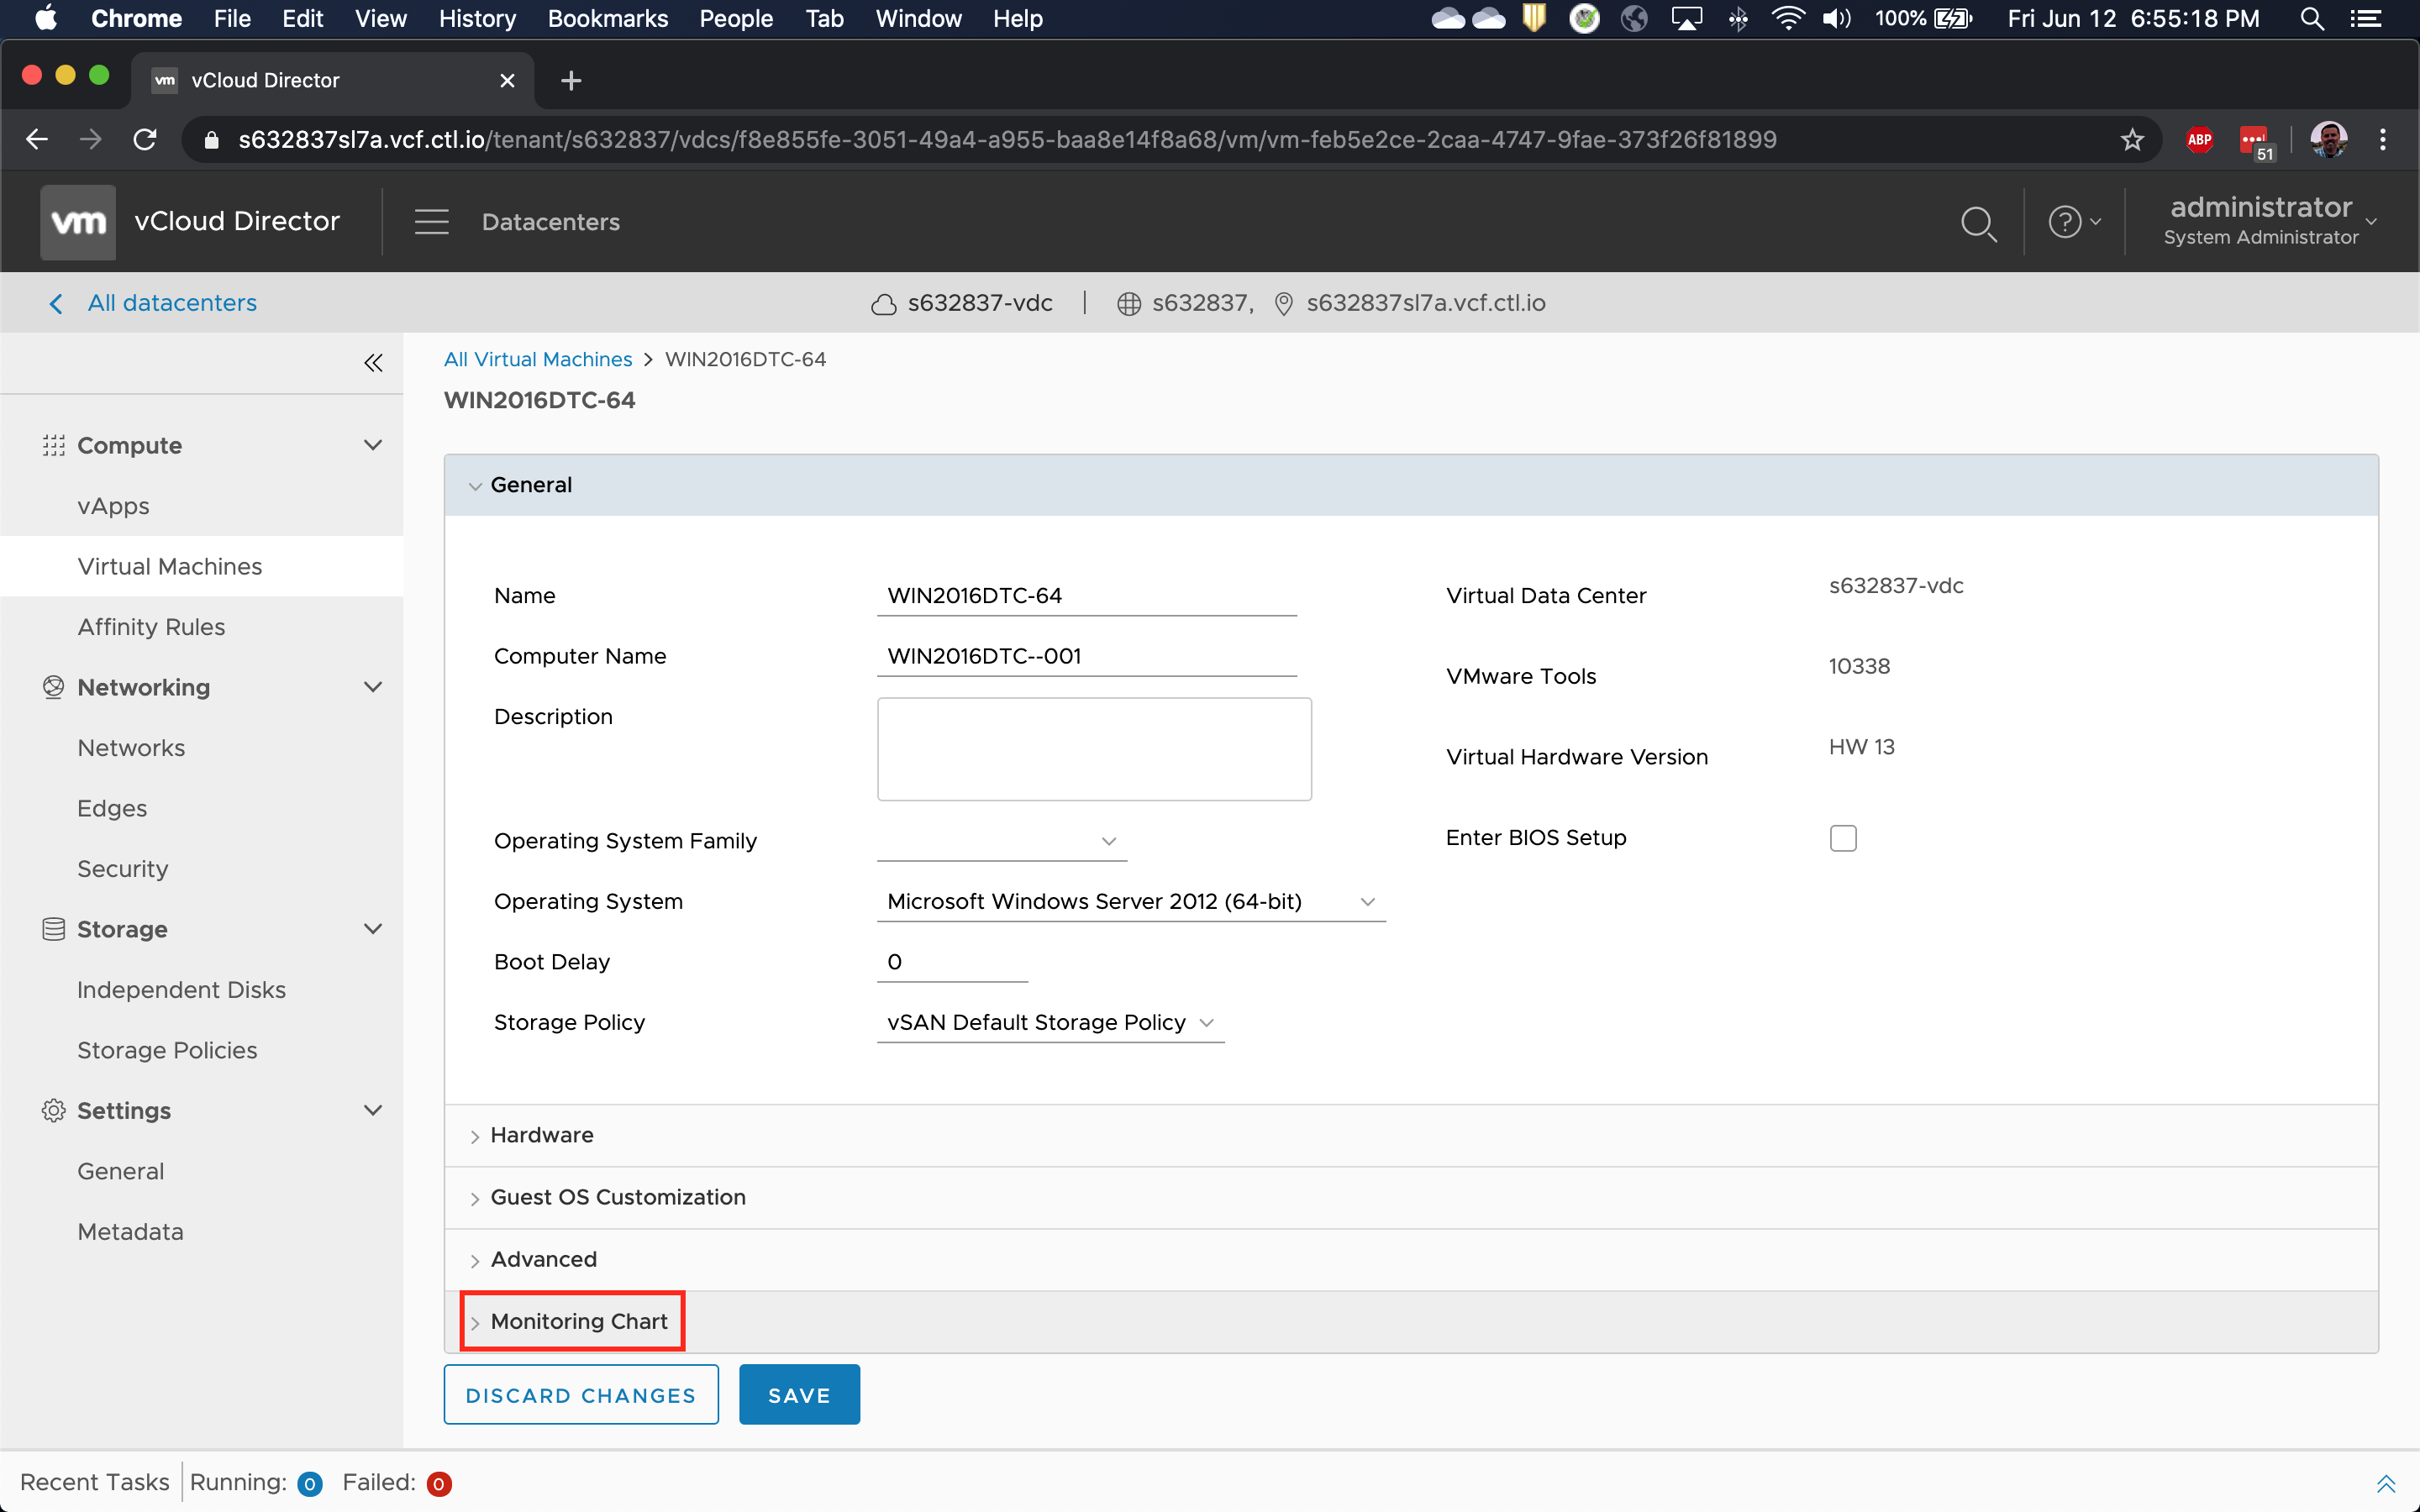 Chrome File Edit View History Bookmarks People Tab Window Help 100% Fri Jun 12 6:55:18 PM
vm vCloud Director
s632837sl7a.vcf.ctl.io/tenant/s632837/vdcs/f8e855fe-3051-49a4-a955-baa8e14f8a68/vm/vm-feb5e2ce-2caa-4747-9fae-373f26f81899 ABP 51
vm vCloud Director Datacenters ? administrator
System Administrator
All datacenters s632837-vdc | s632837, s632837sl7a.vcf.ctl.io
All Virtual Machines > WIN2016DTC-64
WIN2016DTC-64
Compute
vApps
Virtual Machines
Affinity Rules
Networking
Networks
Edges
Security
Storage
Independent Disks
Storage Policies
Settings
General
Metadata
General
Name WIN2016DTC-64
Computer Name WIN2016DTC--001
Description
Operating System Family
Operating System Microsoft Windows Server 2012 (64-bit)
Boot Delay 0
Storage Policy vSAN Default Storage Policy
Virtual Data Center s632837-vdc
VMware Tools 10338
Virtual Hardware Version HW 13
Enter BIOS Setup
Hardware
Guest OS Customization
Advanced
Monitoring Chart
DISCARD CHANGES SAVE
Recent Tasks Running: 0 Failed: 0